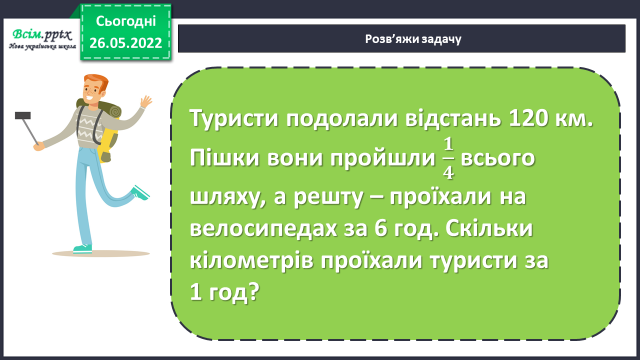 Всім.pptx
Нова українська школа
Сьогодні
26.05.2022
Розв’яжи задачу
Туристи подолали відстань 120 км.
Пішки вони пройшли 1/4 всього
шляху, а решту – проїхали на
велосипедах за 6 год. Скільки
кілометрів проїхали туристи за
1 год?